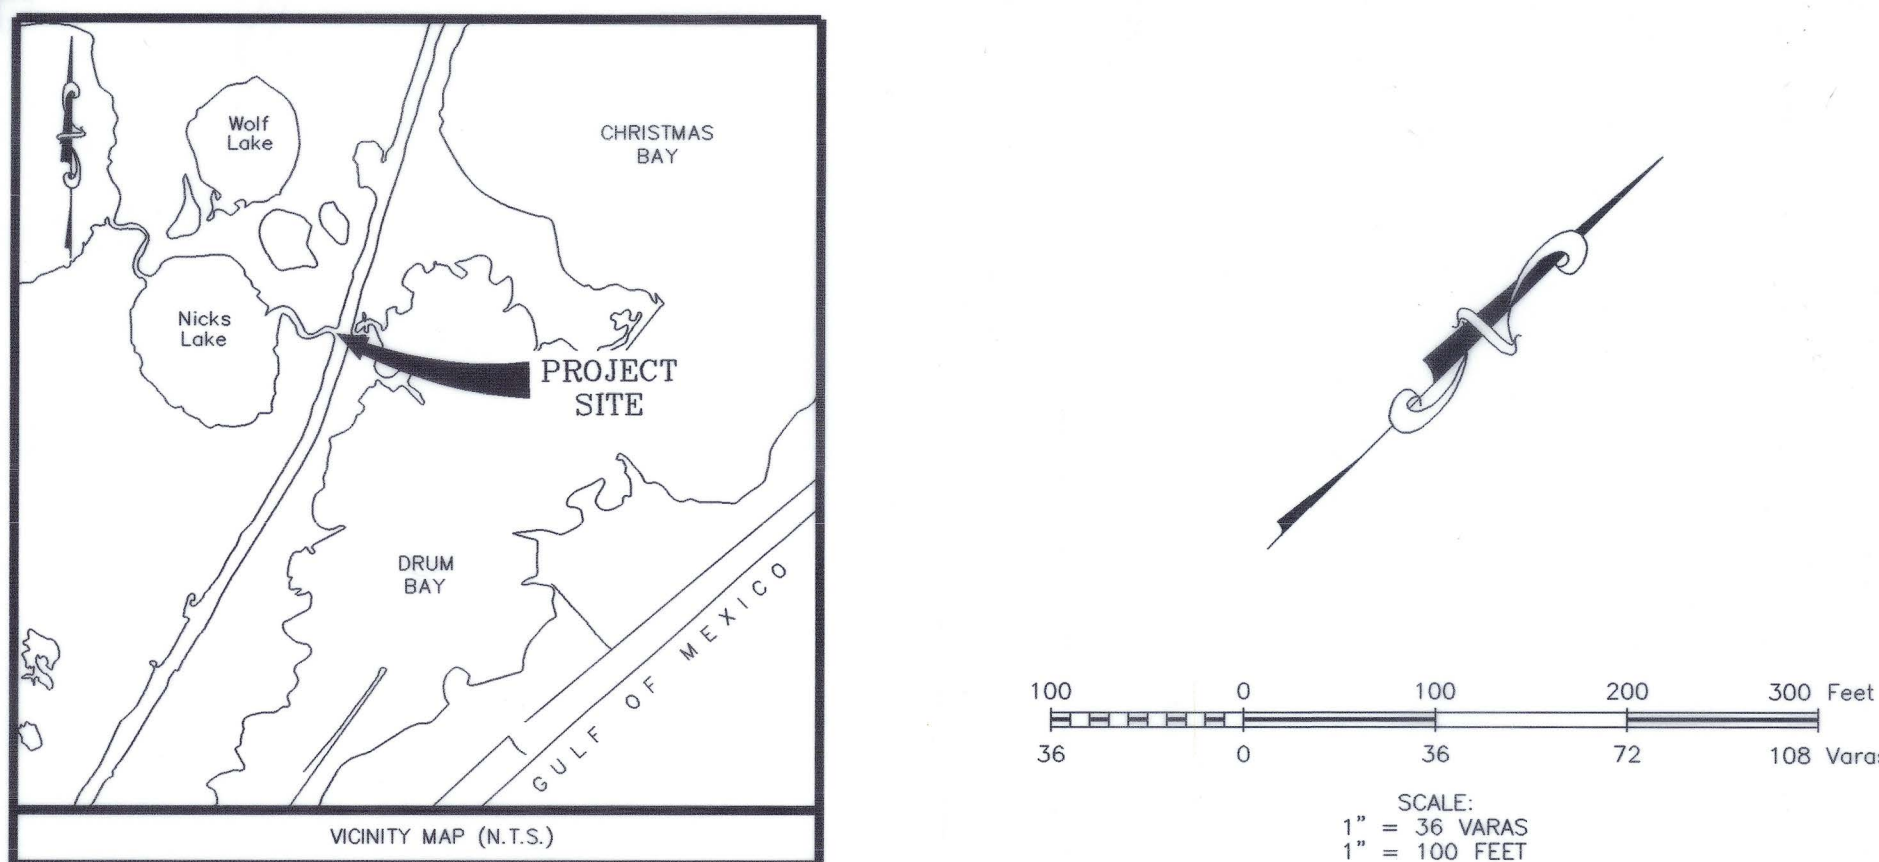 Wolf
Lake
CHRISTMAS
BAY
Nicks
Lake
PROJECT
SITE
DRUM
BAY
GULF OF MEXICO
VICINITY MAP (N.T.S.)
100 0 100 200 300 Feet
36 0 36 72 108 Varas
SCALE:
1" = 36 VARAS
1" = 100 FEET